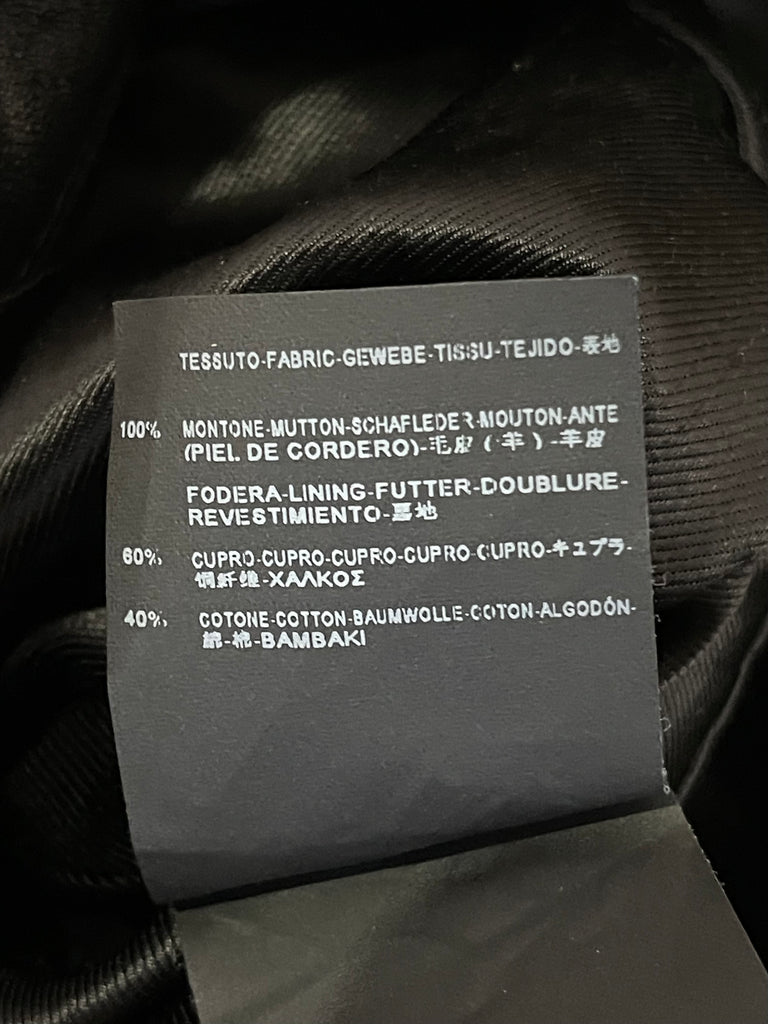 TESSUTO-FABRIC-GEWEBE-TISSU-TEJIDO-表地
100% MONTONE-MUTTON-SCHAFLEDER-MOUTON-ANTE
(PIEL DE CORDERO)-毛皮(羊)-羊皮
FODERA-LINING-FUTTER-DOUBLURE-
REVESTIMIENTO-裏地
60% CUPRO-CUPRO-CUPRO-CUPRO-CUPRO-キュプラ-
铜纤维-ΧΑΛΚΟΣ
40% COTONE-COTTON-BAUMWOLLE-COTON-ALGODÓN-
綿-棉-BAMBAKI